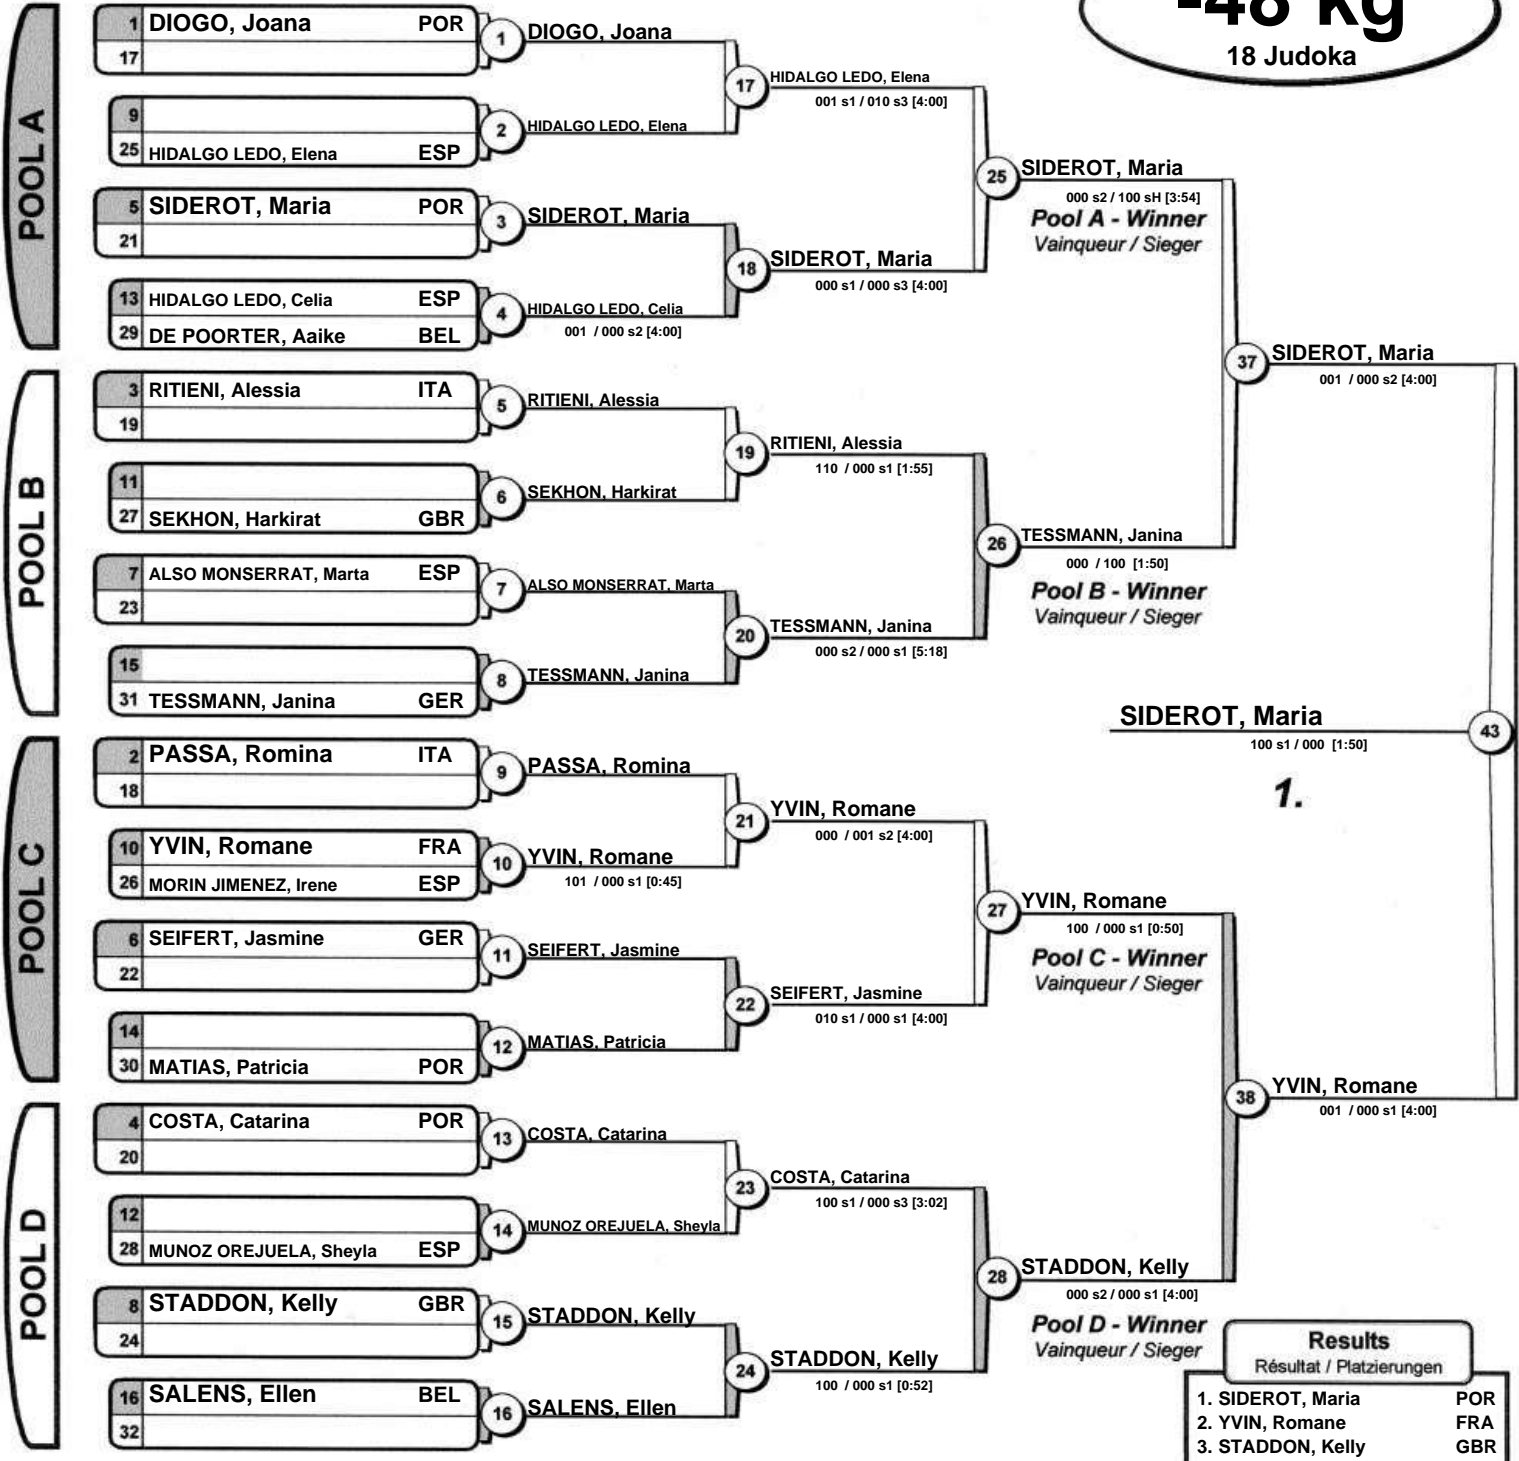 -48 kg
18 Judoka
POOL A
1 DIOGO, Joana POR
17
1 DIOGO, Joana
9
25 HIDALGO LEDO, Elena ESP
2 HIDALGO LEDO, Elena
17 HIDALGO LEDO, Elena
001 s1 / 010 s3 [4:00]
5 SIDEROT, Maria POR
21
3 SIDEROT, Maria
13 HIDALGO LEDO, Celia ESP
29 DE POORTER, Aaike BEL
4 HIDALGO LEDO, Celia
001 / 000 s2 [4:00]
18 SIDEROT, Maria
000 s1 / 000 s3 [4:00]
25 SIDEROT, Maria
000 s2 / 100 sH [3:54]
Pool A - Winner
Vainqueur / Sieger
POOL B
3 RITIENI, Alessia ITA
19
5 RITIENI, Alessia
11
27 SEKHON, Harkirat GBR
6 SEKHON, Harkirat
19 RITIENI, Alessia
110 / 000 s1 [1:55]
7 ALSO MONSERRAT, Marta ESP
23
7 ALSO MONSERRAT, Marta
15
31 TESSMANN, Janina GER
8 TESSMANN, Janina
20 TESSMANN, Janina
000 s2 / 000 s1 [5:18]
26 TESSMANN, Janina
000 / 100 [1:50]
Pool B - Winner
Vainqueur / Sieger
37 SIDEROT, Maria
001 / 000 s2 [4:00]
SIDEROT, Maria 43
100 s1 / 000 [1:50]
1.
POOL C
2 PASSA, Romina ITA
18
9 PASSA, Romina
10 YVIN, Romane FRA
26 MORIN JIMENEZ, Irene ESP
10 YVIN, Romane
101 / 000 s1 [0:45]
21 YVIN, Romane
000 / 001 s2 [4:00]
6 SEIFERT, Jasmine GER
22
11 SEIFERT, Jasmine
14
30 MATIAS, Patricia POR
12 MATIAS, Patricia
22 SEIFERT, Jasmine
010 s1 / 000 s1 [4:00]
27 YVIN, Romane
100 / 000 s1 [0:50]
Pool C - Winner
Vainqueur / Sieger
POOL D
4 COSTA, Catarina POR
20
13 COSTA, Catarina
12
28 MUNOZ OREJUELA, Sheyla ESP
14 MUNOZ OREJUELA, Sheyla
23 COSTA, Catarina
100 s1 / 000 s3 [3:02]
8 STADDON, Kelly GBR
24
15 STADDON, Kelly
16 SALENS, Ellen BEL
32
16 SALENS, Ellen
24 STADDON, Kelly
100 / 000 s1 [0:52]
28 STADDON, Kelly
000 s2 / 000 s1 [4:00]
Pool D - Winner
Vainqueur / Sieger
38 YVIN, Romane
001 / 000 s1 [4:00]
Results
Résultat / Platzierungen
1. SIDEROT, Maria POR
2. YVIN, Romane FRA
3. STADDON, Kelly GBR